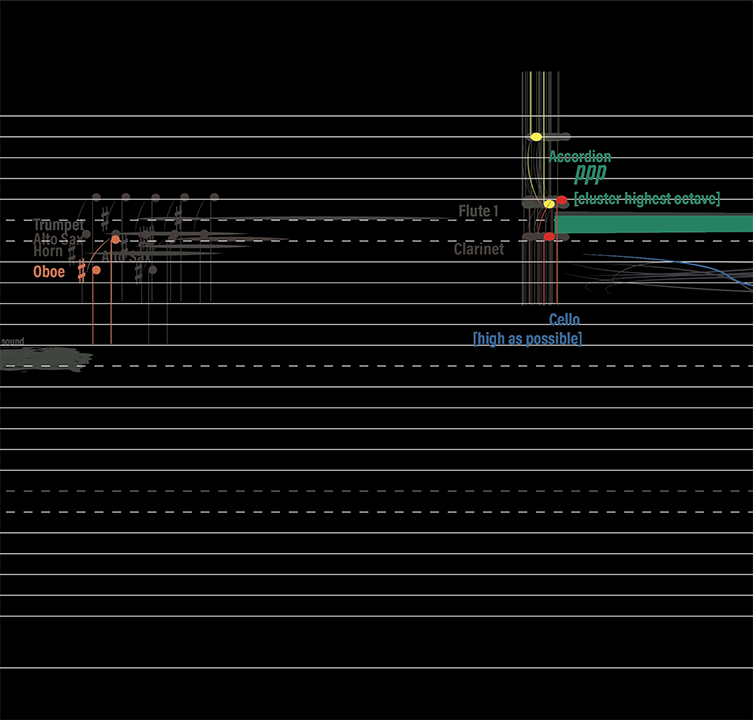 Accordion
ppp
[cluster highest octave]
Flute 1
Trumpet
Alto Sax
Horn
Clarinet
Alto Sax
Oboe
Cello
[high as possible]
sound